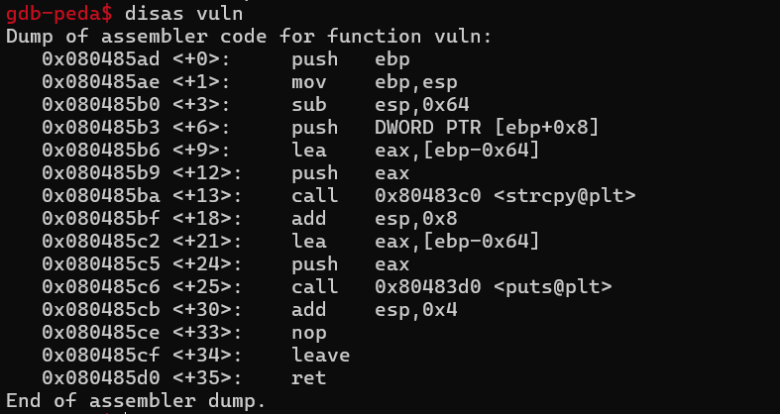 gdb-peda$ disas vuln
Dump of assembler code for function vuln:
   0x080485ad <+0>:     push   ebp
   0x080485ae <+1>:     mov    ebp,esp
   0x080485b0 <+3>:     sub    esp,0x64
   0x080485b3 <+6>:     push   DWORD PTR [ebp+0x8]
   0x080485b6 <+9>:     lea    eax,[ebp-0x64]
   0x080485b9 <+12>:    push   eax
   0x080485ba <+13>:    call   0x80483c0 <strcpy@plt>
   0x080485bf <+18>:    add    esp,0x8
   0x080485c2 <+21>:    lea    eax,[ebp-0x64]
   0x080485c5 <+24>:    push   eax
   0x080485c6 <+25>:    call   0x80483d0 <puts@plt>
   0x080485cb <+30>:    add    esp,0x4
   0x080485ce <+33>:    nop
   0x080485cf <+34>:    leave
   0x080485d0 <+35>:    ret
End of assembler dump.